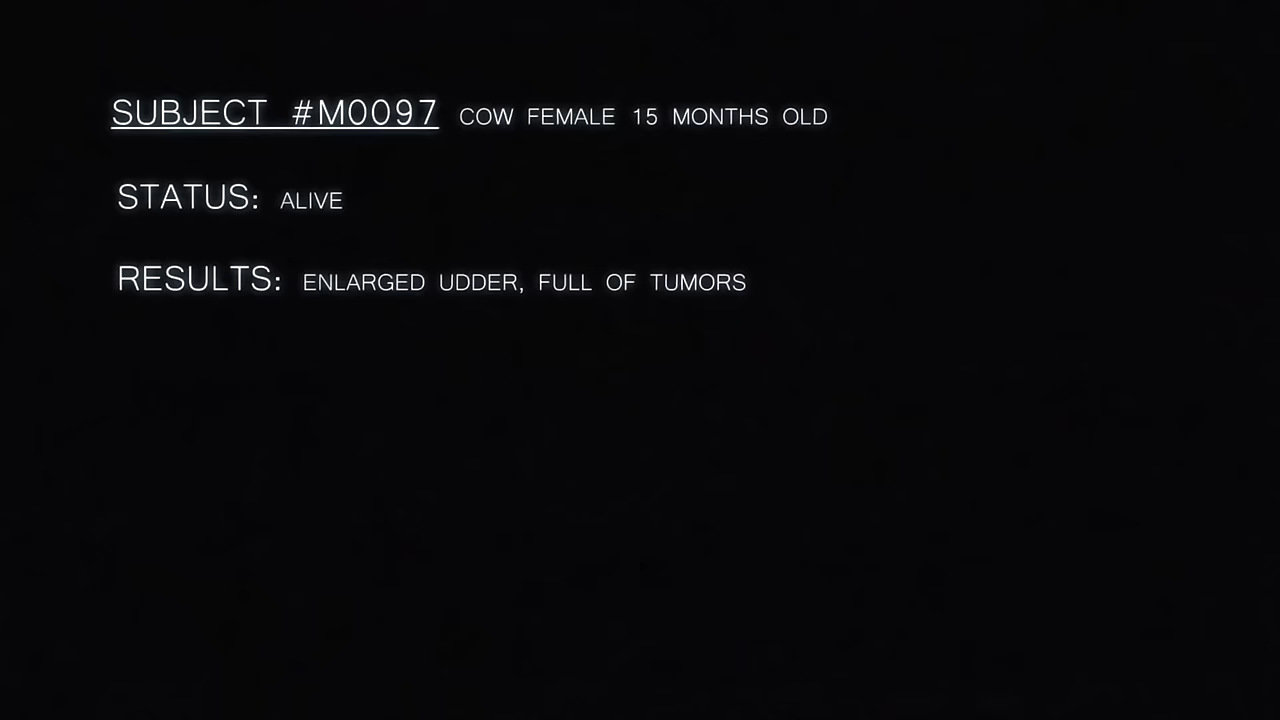 SUBJECT #M0097 COW FEMALE 15 MONTHS OLD
STATUS: ALIVE
RESULTS: ENLARGED UDDER, FULL OF TUMORS